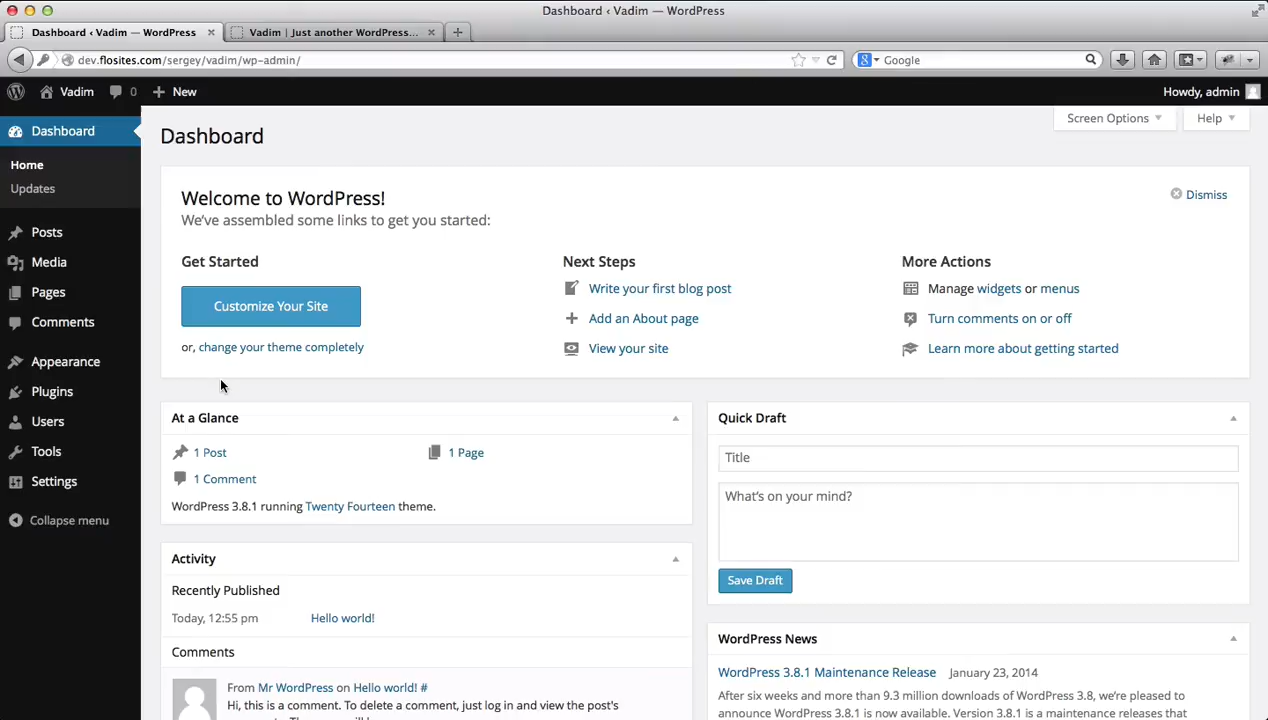 Dashboard ‹ Vadim — WordPress
Dashboard ‹ Vadim — WordPress
Vadim | Just another WordPress...
dev.flosites.com/sergey/vadim/wp-admin/
Google
Vadim
0
New
Howdy, admin
Dashboard
Home
Updates
Posts
Media
Pages
Comments
Appearance
Plugins
Users
Tools
Settings
Collapse menu
Screen Options
Help
Dashboard
Welcome to WordPress!
We've assembled some links to get you started:
Dismiss
Get Started
Customize Your Site
or, change your theme completely
Next Steps
Write your first blog post
Add an About page
View your site
More Actions
Manage widgets or menus
Turn comments on or off
Learn more about getting started
At a Glance
1 Post
1 Page
1 Comment
WordPress 3.8.1 running Twenty Fourteen theme.
Activity
Recently Published
Today, 12:55 pm
Hello world!
Comments
From Mr WordPress on Hello world! #
Hi, this is a comment. To delete a comment, just log in and view the post's
Quick Draft
Title
What's on your mind?
Save Draft
WordPress News
WordPress 3.8.1 Maintenance Release
January 23, 2014
After six weeks and more than 9.3 million downloads of WordPress 3.8, we're pleased to
announce WordPress 3.8.1 is now available. Version 3.8.1 is a maintenance releases that